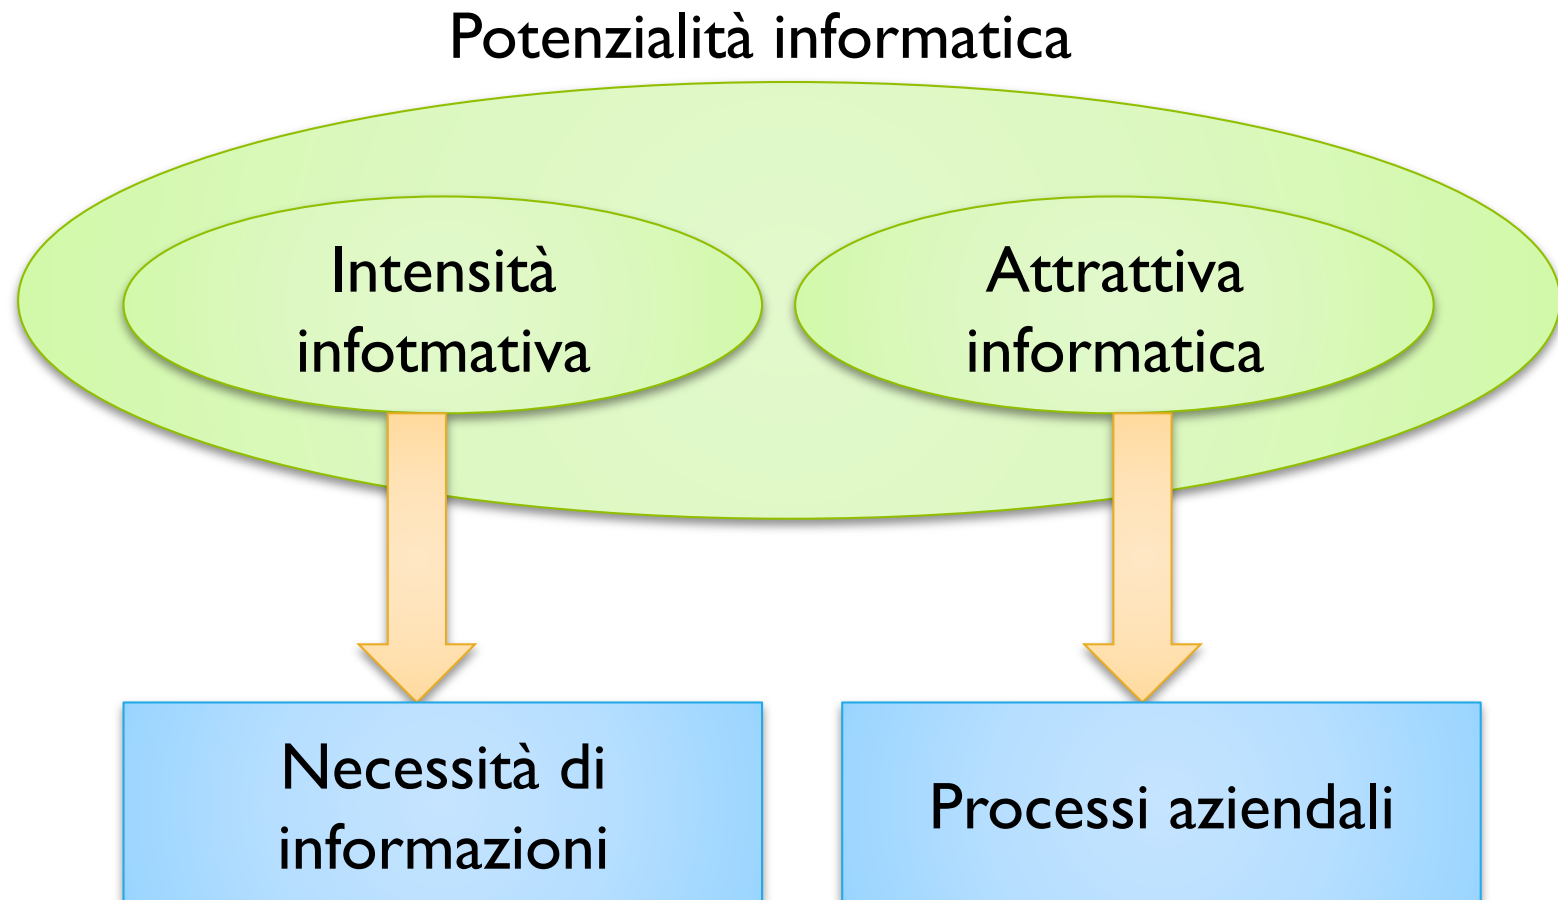 Potenzialità informatica
Intensità
infotmativa
Attrattiva
informatica
Necessità di
informazioni
Processi aziendali